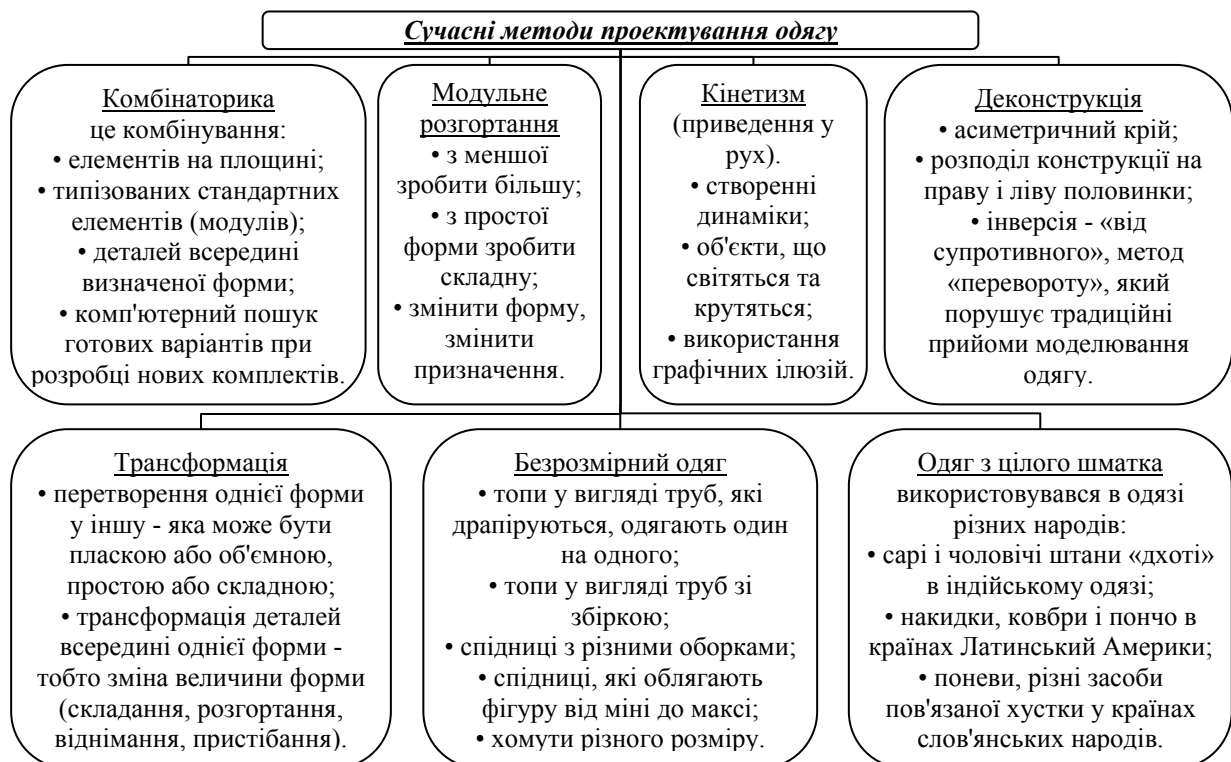 Сучасні методи проектування одягу
Комбінаторика
це комбінування:
• елементів на площині;
• типізованих стандартних
елементів (модулів);
• деталей всередині
визначеної форми;
• комп'ютерний пошук
готових варіантів при
розробці нових комплектів.
Модульне
розгортання
• з меншої
зробити більшу;
• з простої
форми зробити
складну;
• змінити форму,
змінити
призначення.
Кінетизм
(приведення у
рух).
• створенні
динаміки;
• об'єкти, що
світяться та
крутяться;
• використання
графічних ілюзій.
Деконструкція
• асиметричний крій;
• розподіл конструкції на
праву і ліву половинки;
• інверсія - «від
супротивного», метод
«перевороту», який
порушує традиційні
прийоми моделювання
одягу.
Трансформація
• перетворення однієї форми
у іншу - яка може бути
пласкою або об'ємною,
простою або складною;
• трансформація деталей
всередині однієї форми -
тобто зміна величини форми
(складання, розгортання,
віднімання, пристібання).
Безрозмірний одяг
• топи у вигляді труб, які
драпіруються, одягають один
на одного;
• топи у вигляді труб зі
збіркою;
• спідниці з різними оборками;
• спідниці, які облягають
фігуру від міні до максі;
• хомути різного розміру.
Одяг з цілого шматка
використовувався в одязі
різних народів:
• сарі і чоловічі штани «дхоті»
в індійському одязі;
• накидки, ковбри і пончо в
країнах Латинський Америки;
• поневи, різні засоби
пов'язаної хустки у країнах
слов'янських народів.